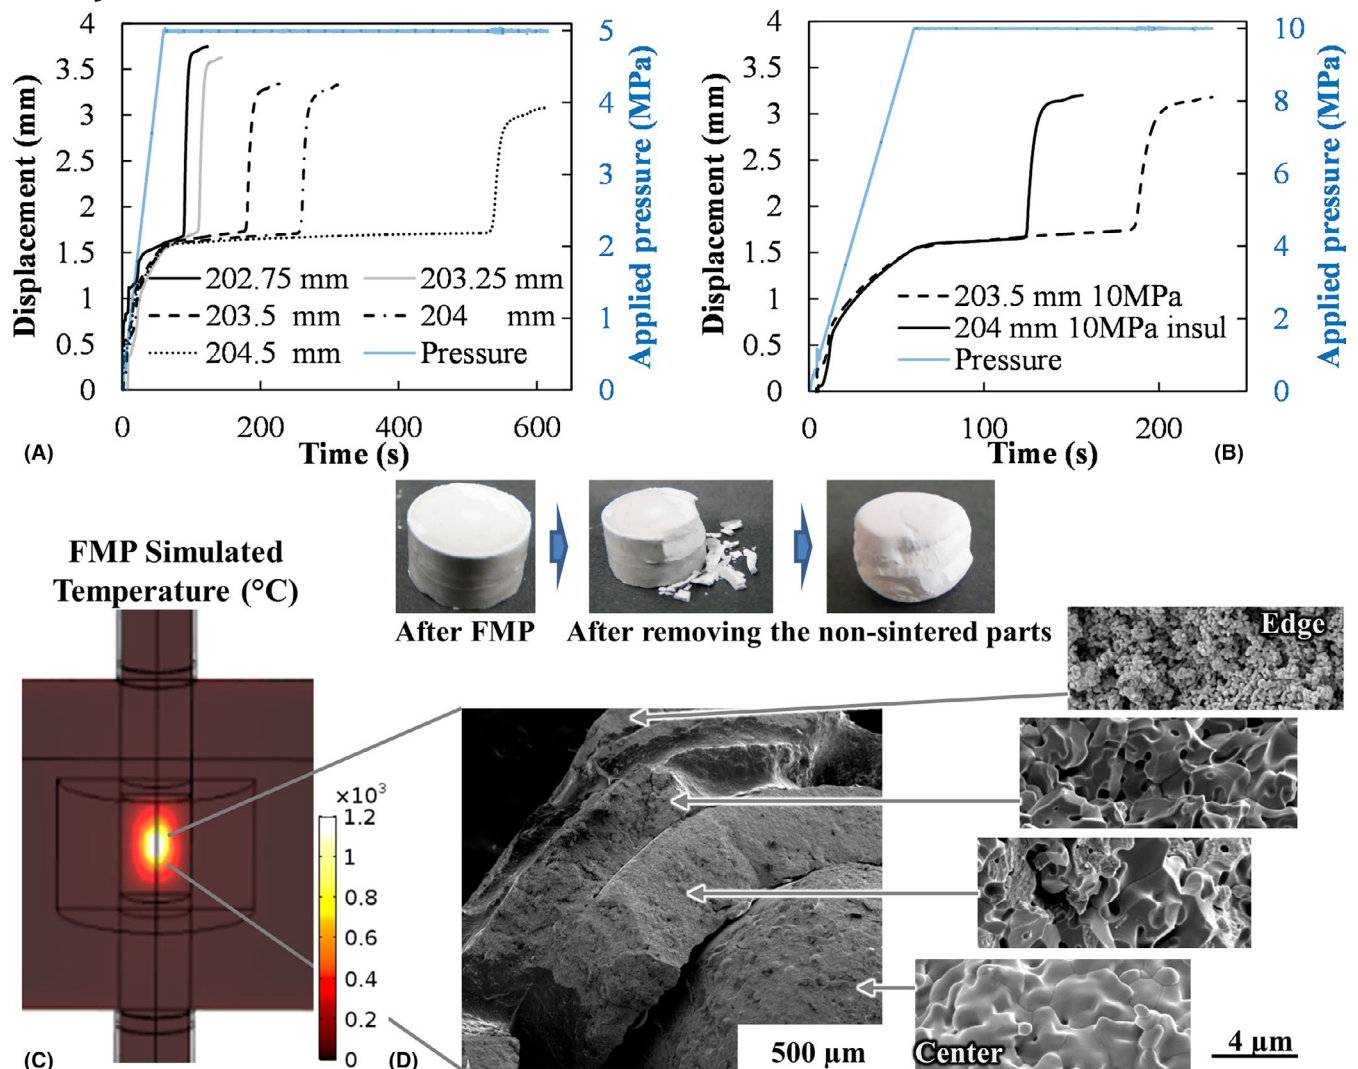 4
3.5
3
2.5
2
1.5
1
0.5
0
Displacement (mm)
0
200
400
600
Time (s)
5
4
3
2
1
0
Applied pressure (MPa)
202.75 mm
203.25 mm
203.5 mm
204 mm
204.5 mm
Pressure
(A)
4
3.5
3
2.5
2
1.5
1
0.5
0
Displacement (mm)
0
100
200
Time (s)
10
8
6
4
2
0
Applied pressure (MPa)
203.5 mm 10MPa
204 mm 10MPa insul
Pressure
(B)
After FMP
After removing the non-sintered parts
FMP Simulated
Temperature (°C)
×10³
1.2
1
0.8
0.6
0.4
0.2
0
(C)
(D)
500 µm
Edge
Center
4 µm